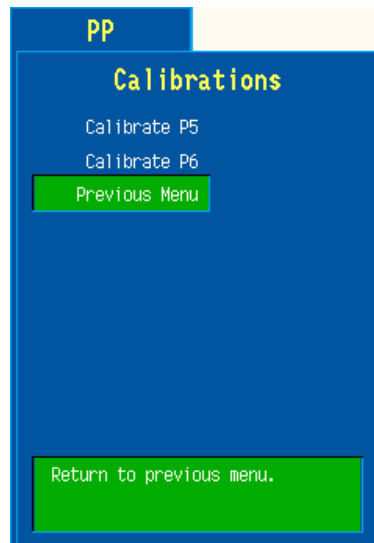 PP
Calibrations
Calibrate P5
Calibrate P6
Previous Menu
Return to previous menu.